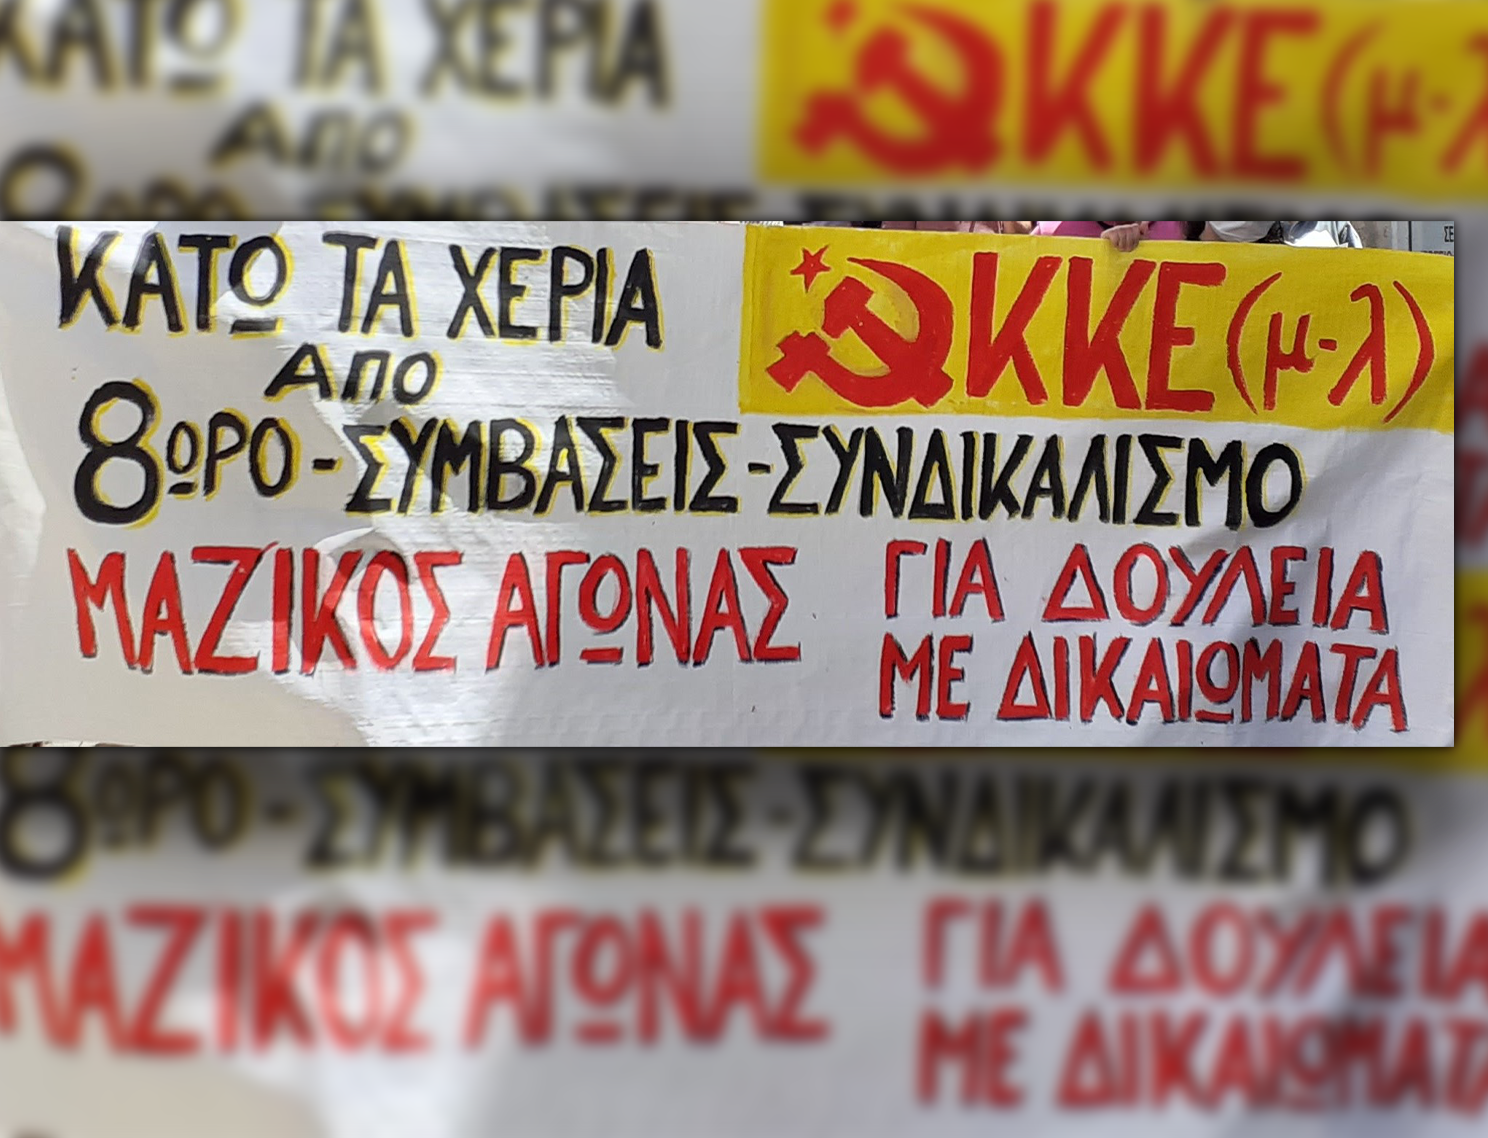 ΚΑΤΩ ΤΑ ΧΕΡΙΑ
ΑΠΟ
8ΩΡΟ-ΣΥΜΒΑΣΕΙΣ-ΣΥΝΔΙΚΑΛΙΣΜΟ
ΚΚΕ(μ-λ)
ΜΑΖΙΚΟΣ ΑΓΩΝΑΣ
ΓΙΑ ΔΟΥΛΕΙΑ
ΜΕ ΔΙΚΑΙΩΜΑΤΑ